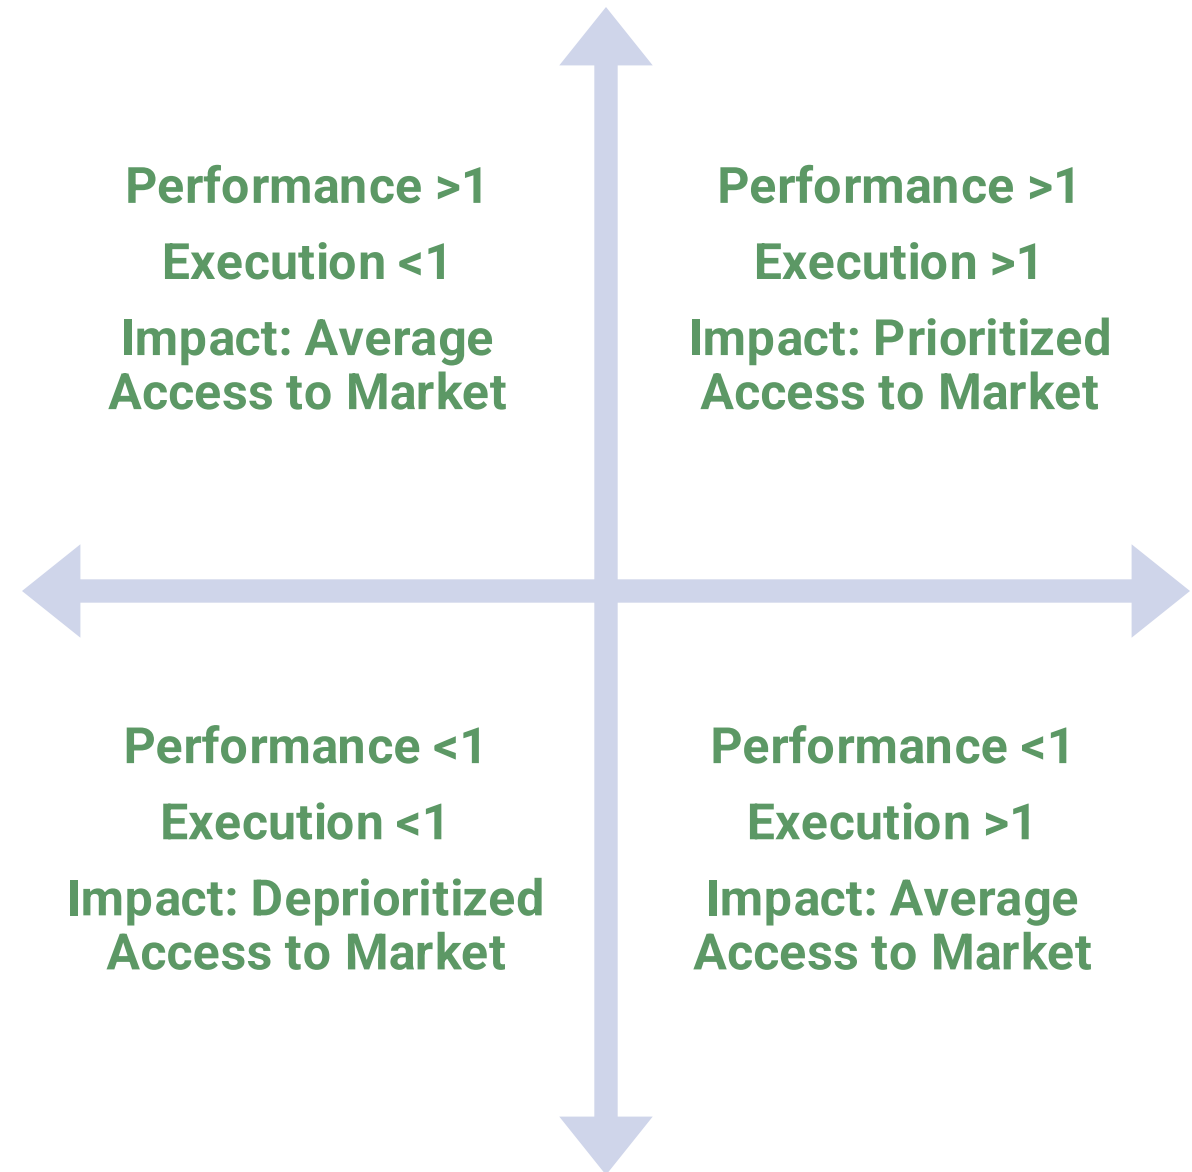 Performance >1
Execution <1
Impact: Average
Access to Market
Performance >1
Execution >1
Impact: Prioritized
Access to Market
Performance <1
Execution <1
Impact: Deprioritized
Access to Market
Performance <1
Execution >1
Impact: Average
Access to Market